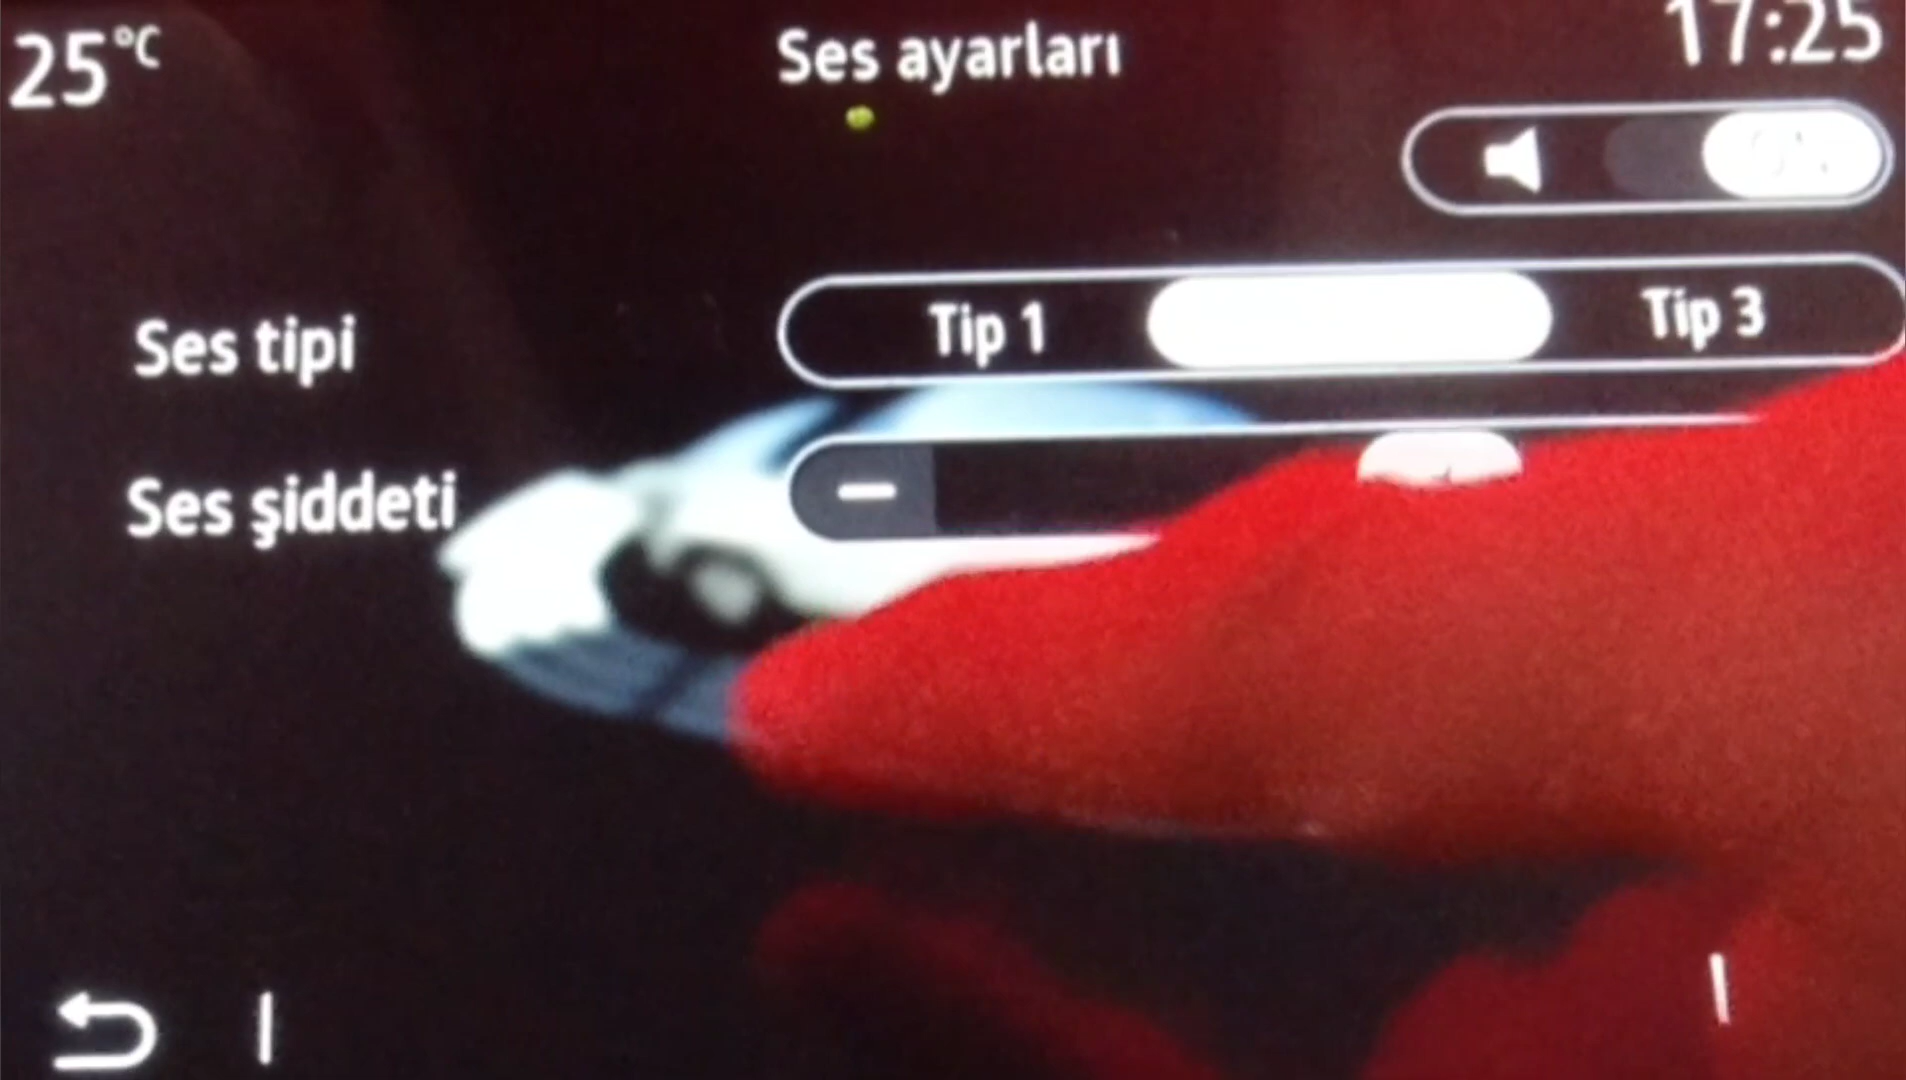 25°C
Ses ayarları
17:25
Ses tipi
Tip 1
Tip 3
Ses şiddeti